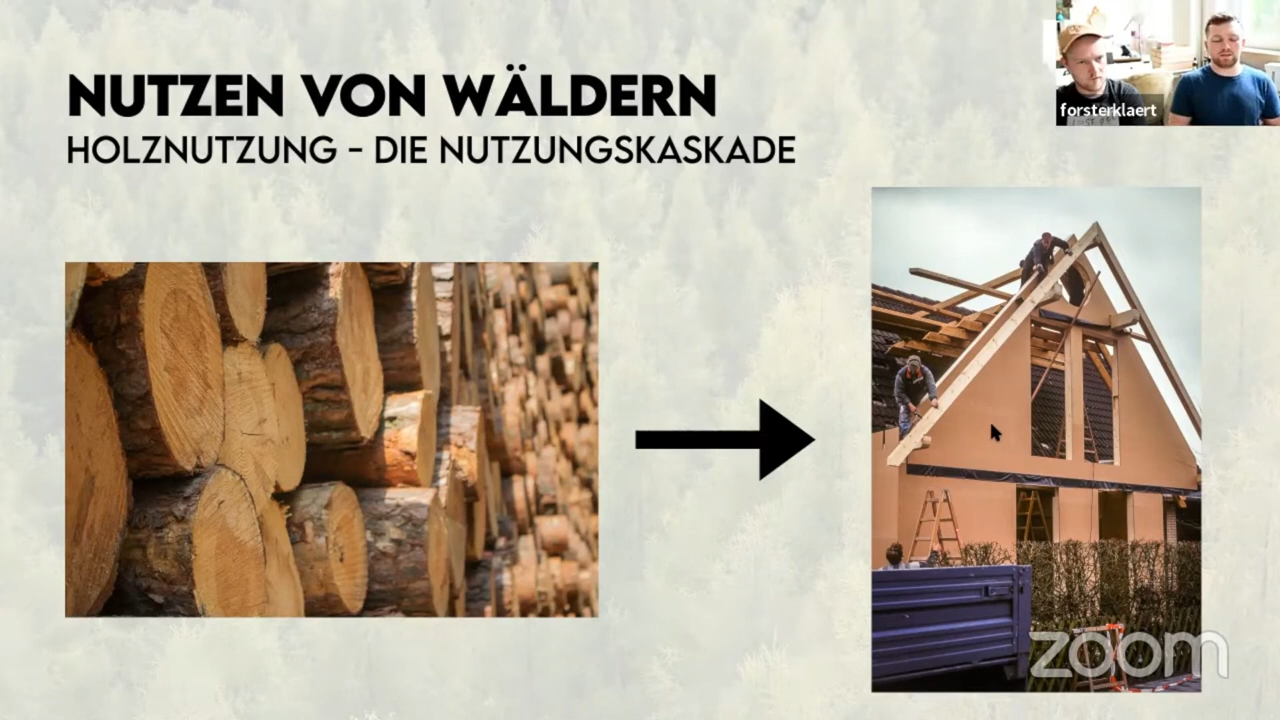 NUTZEN VON WÄLDERN
HOLZNUTZUNG - DIE NUTZUNGSKASKADE
forsterklaert
zoom